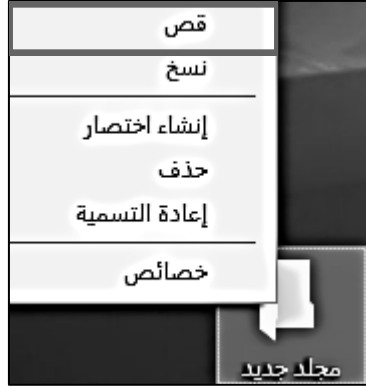 قص
نسخ
إنشاء اختصار
حذف
إعادة التسمية
خصائص
مجلد جديد